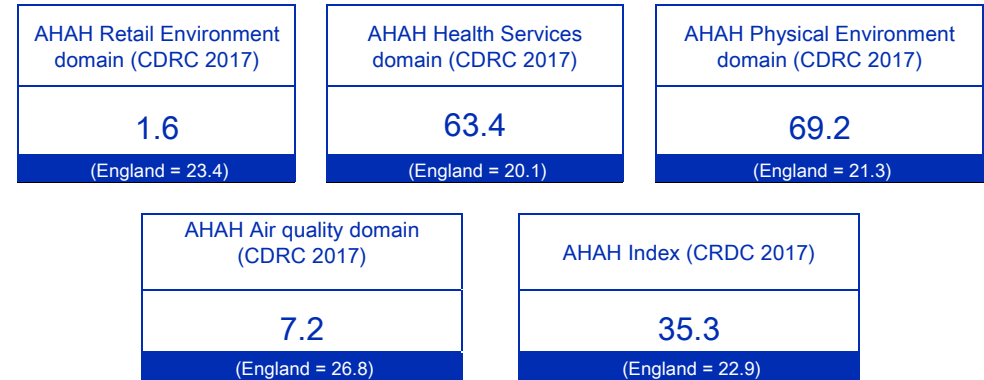 AHAH Retail Environment
domain (CDRC 2017)
1.6
(England = 23.4)
AHAH Health Services
domain (CDRC 2017)
63.4
(England = 20.1)
AHAH Physical Environment
domain (CDRC 2017)
69.2
(England = 21.3)
AHAH Air quality domain
(CDRC 2017)
7.2
(England = 26.8)
AHAH Index (CRDC 2017)
35.3
(England = 22.9)